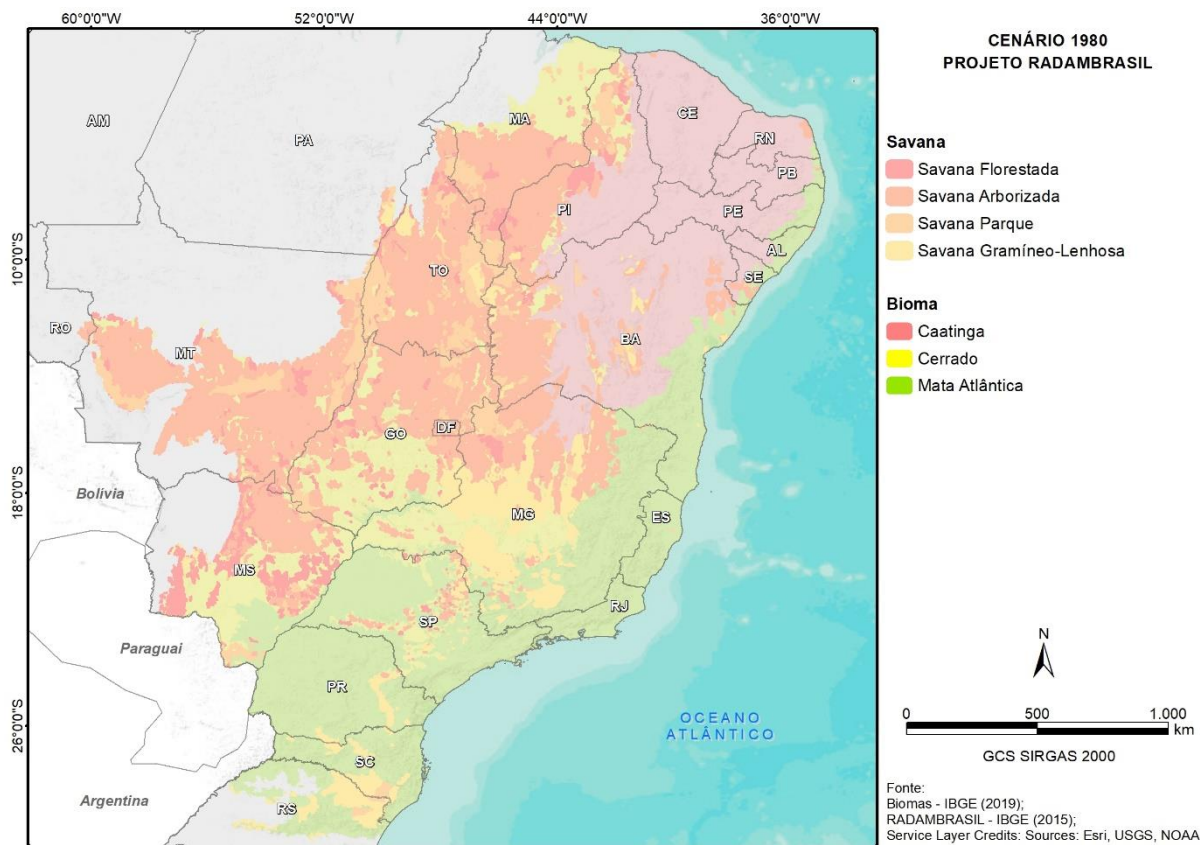 60°0'0"W 52°0'0"W 44°0'0"W 36°0'0"W
10°0'0"S
18°0'0"S
26°0'0"S
AM
PA
MA
CE
RN
PB
PE
PI
AL
SE
TO
BA
RO
MT
GO
DF
MG
ES
MS
SP
RJ
PR
SC
RS
Bolivia
Paraguai
Argentina
OCEANO
ATLÂNTICO
CENÁRIO 1980
PROJETO RADAMBRASIL
Savana
Savana Florestada
Savana Arborizada
Savana Parque
Savana Gramíneo-Lenhosa
Bioma
Caatinga
Cerrado
Mata Atlântica
N
0 500 1.000
km
GCS SIRGAS 2000
Fonte:
Biomas - IBGE (2019);
RADAMBRASIL - IBGE (2015);
Service Layer Credits: Sources: Esri, USGS, NOAA